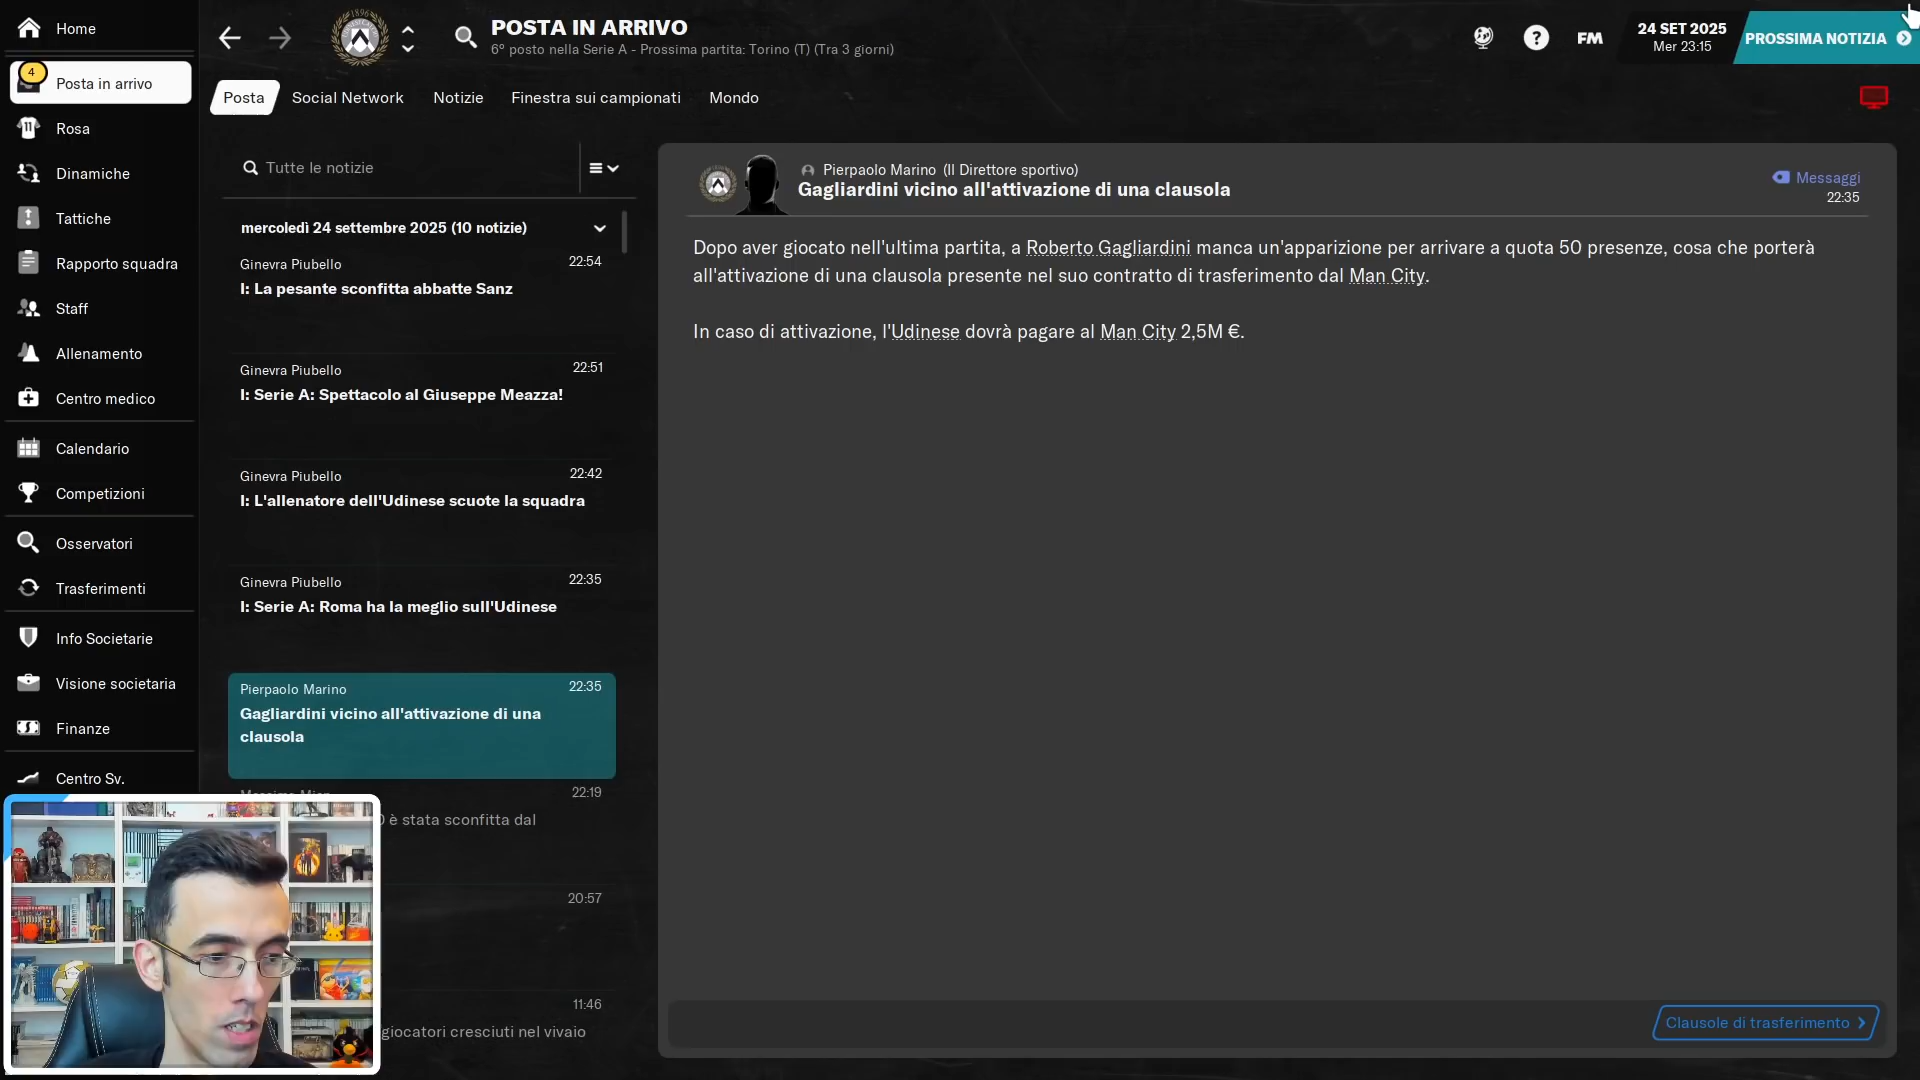 Home
4
Posta in arrivo
Rosa
Dinamiche
Tattiche
Rapporto squadra
Staff
Allenamento
Centro medico
Calendario
Competizioni
Osservatori
Trasferimenti
Info Societarie
Visione societaria
Finanze
Centro Sv.
1896
POSTA IN ARRIVO
6° posto nella Serie A - Prossima partita: Torino (T) (Tra 3 giorni)
FM
24 SET 2025
Mer 23:15
PROSSIMA NOTIZIA
Posta
Social Network
Notizie
Finestra sui campionati
Mondo
Tutte le notizie
mercoledì 24 settembre 2025 (10 notizie)
Ginevra Piubello 22:54
I: La pesante sconfitta abbatte Sanz
Ginevra Piubello 22:51
I: Serie A: Spettacolo al Giuseppe Meazza!
Ginevra Piubello 22:42
I: L'allenatore dell'Udinese scuote la squadra
Ginevra Piubello 22:35
I: Serie A: Roma ha la meglio sull'Udinese
Pierpaolo Marino 22:35
Gagliardini vicino all'attivazione di una
clausola
22:19
è stata sconfitta dal
20:57
11:46
giocatori cresciuti nel vivaio
Pierpaolo Marino (Il Direttore sportivo)
Gagliardini vicino all'attivazione di una clausola
Messaggi
22:35
Dopo aver giocato nell'ultima partita, a Roberto Gagliardini manca un'apparizione per arrivare a quota 50 presenze, cosa che porterà
all'attivazione di una clausola presente nel suo contratto di trasferimento dal Man City.
In caso di attivazione, l'Udinese dovrà pagare al Man City 2,5M €.
Clausole di trasferimento